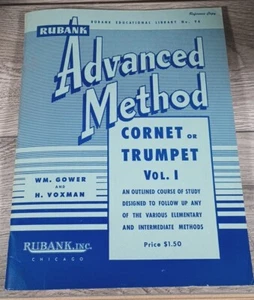 RUBANK EDUCATIONAL LIBRARY No. 96
RUBANK
Advanced
Method
CORNET OR
TRUMPET
VOL. I
WM. GOWER
AND
H. VOXMAN
AN OUTLINED COURSE OF STUDY
DESIGNED TO FOLLOW UP ANY
OF THE VARIOUS ELEMENTARY
AND INTERMEDIATE METHODS
Price $1.50
RUBANK, INC.
CHICAGO